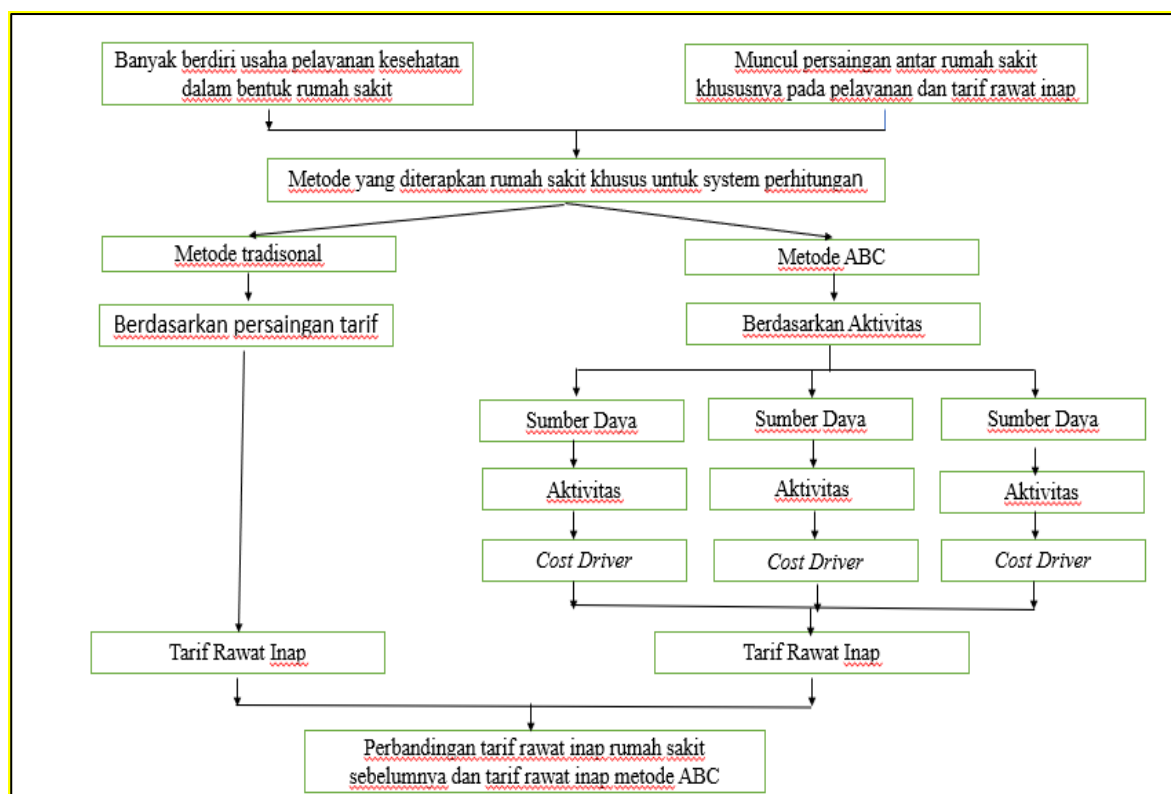 Banyak berdiri usaha pelayanan kesehatan
dalam bentuk rumah sakit
Muncul persaingan antar rumah sakit
khususnya pada pelayanan dan tarif rawat inap
Metode yang diterapkan rumah sakit khusus untuk system perhitungan
Metode tradisonal
Metode ABC
Berdasarkan persaingan tarif
Berdasarkan Aktivitas
Sumber Daya
Sumber Daya
Sumber Daya
Aktivitas
Aktivitas
Aktivitas
Cost Driver
Cost Driver
Cost Driver
Tarif Rawat Inap
Tarif Rawat Inap
Perbandingan tarif rawat inap rumah sakit
sebelumnya dan tarif rawat inap metode ABC